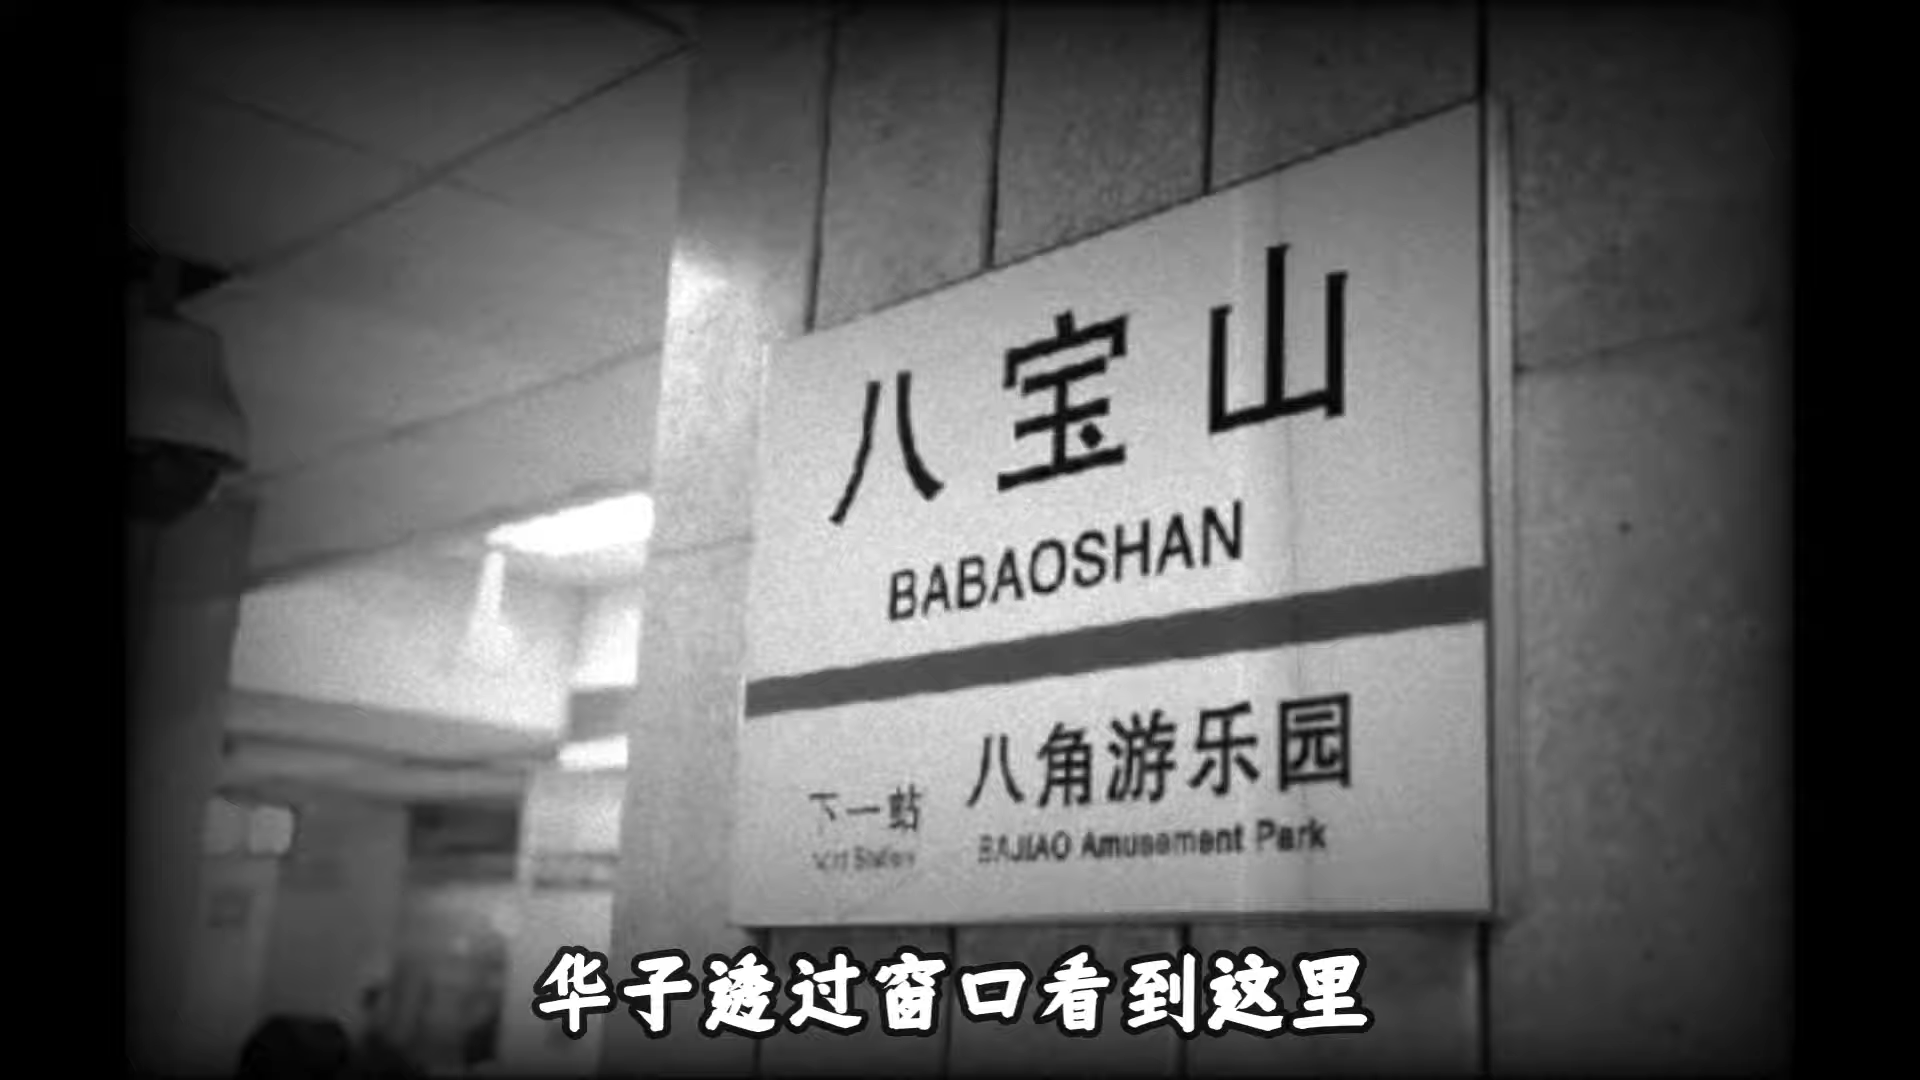 八宝山
BABAOSHAN
八角游乐园
下一站
BAJIAO Amusement Park
Station
华子透过窗口看到这里